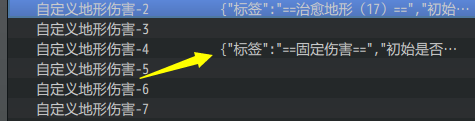 自定义地形伤害-2 {"标签":"==治愈地形（17）==","初始…
自定义地形伤害-3
自定义地形伤害-4 {"标签":"==固定伤害==","初始是否…
自定义地形伤害-5
自定义地形伤害-6
自定义地形伤害-7